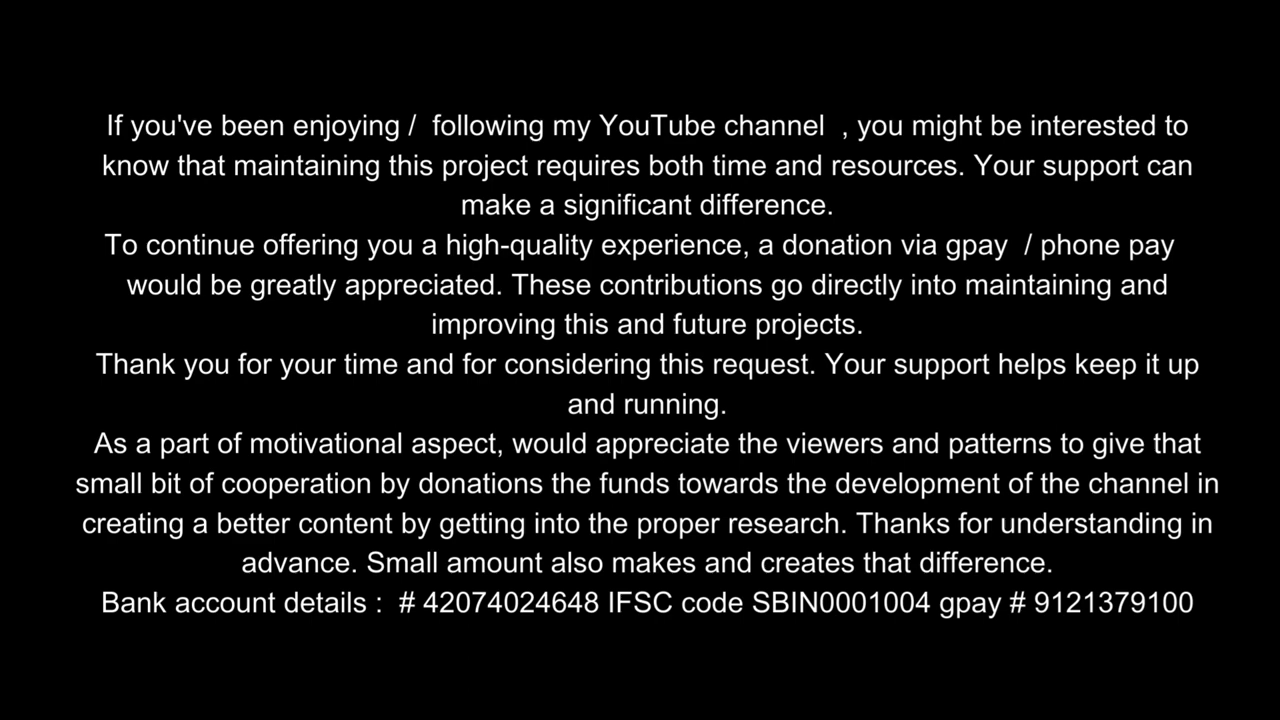 If you've been enjoying /  following my YouTube channel  , you might be interested to
know that maintaining this project requires both time and resources. Your support can
make a significant difference.
To continue offering you a high-quality experience, a donation via gpay  / phone pay
would be greatly appreciated. These contributions go directly into maintaining and
improving this and future projects.
Thank you for your time and for considering this request. Your support helps keep it up
and running.
As a part of motivational aspect, would appreciate the viewers and patterns to give that
small bit of cooperation by donations the funds towards the development of the channel in
creating a better content by getting into the proper research. Thanks for understanding in
advance. Small amount also makes and creates that difference.
Bank account details :  # 42074024648 IFSC code SBIN0001004 gpay # 9121379100